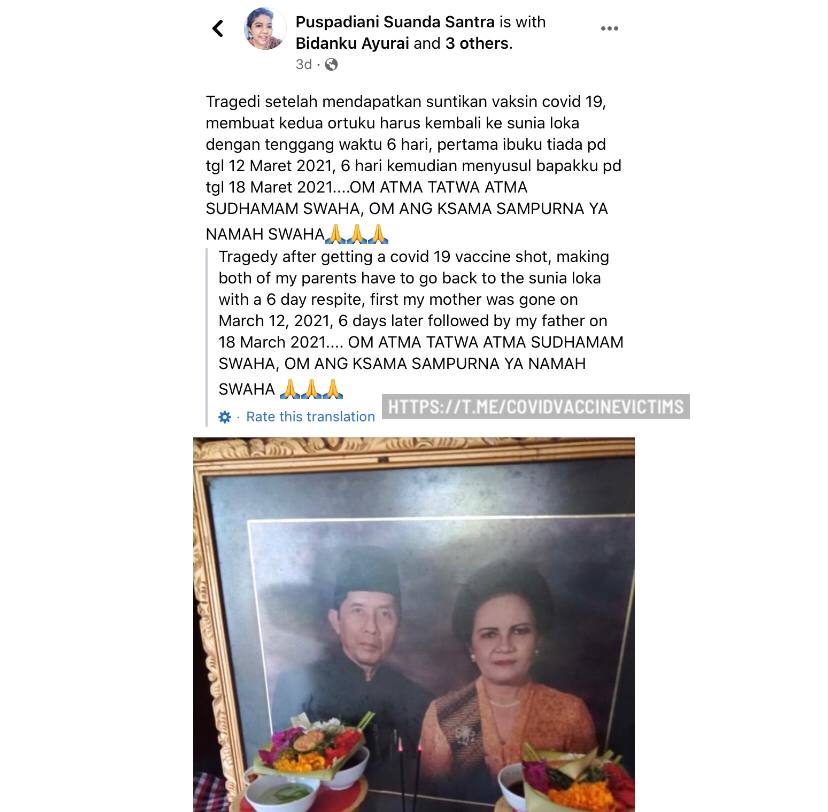 Puspadiani Suanda Santra is with
Bidanku Ayurai and 3 others.
3d ·
Tragedi setelah mendapatkan suntikan vaksin covid 19,
membuat kedua ortuku harus kembali ke sunia loka
dengan tenggang waktu 6 hari, pertama ibuku tiada pd
tgl 12 Maret 2021, 6 hari kemudian menyusul bapakku pd
tgl 18 Maret 2021....OM ATMA TATWA ATMA
SUDHAMAM SWAHA, OM ANG KSAMA SAMPURNA YA
NAMAH SWAHA🙏🙏🙏
Tragedy after getting a covid 19 vaccine shot, making
both of my parents have to go back to the sunia loka
with a 6 day respite, first my mother was gone on
March 12, 2021, 6 days later followed by my father on
18 March 2021.... OM ATMA TATWA ATMA SUDHAMAM
SWAHA, OM ANG KSAMA SAMPURNA YA NAMAH
SWAHA 🙏🙏🙏
· Rate this translation
HTTPS://T.ME/COVIDVACCINEVICTIMS